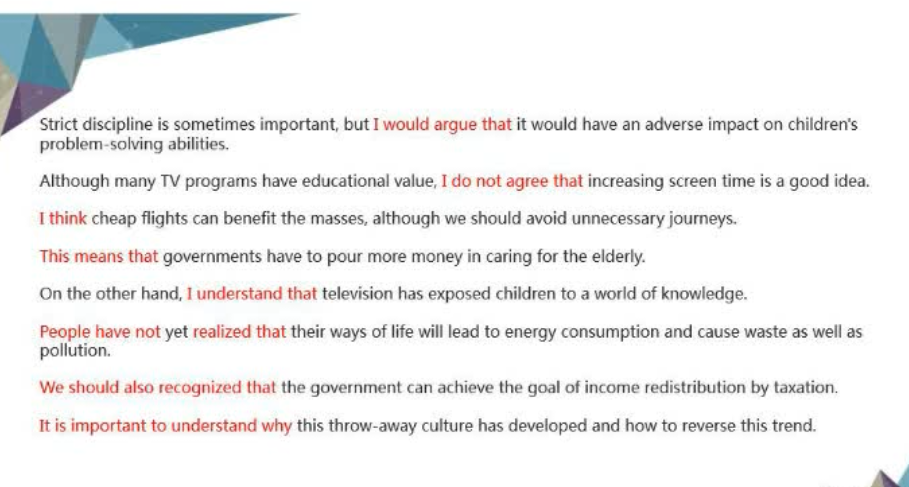 Strict discipline is sometimes important, but I would argue that it would have an adverse impact on children's
problem-solving abilities.
Although many TV programs have educational value, I do not agree that increasing screen time is a good idea.
I think cheap flights can benefit the masses, although we should avoid unnecessary journeys.
This means that governments have to pour more money in caring for the elderly.
On the other hand, I understand that television has exposed children to a world of knowledge.
People have not yet realized that their ways of life will lead to energy consumption and cause waste as well as
pollution.
We should also recognized that the government can achieve the goal of income redistribution by taxation.
It is important to understand why this throw-away culture has developed and how to reverse this trend.